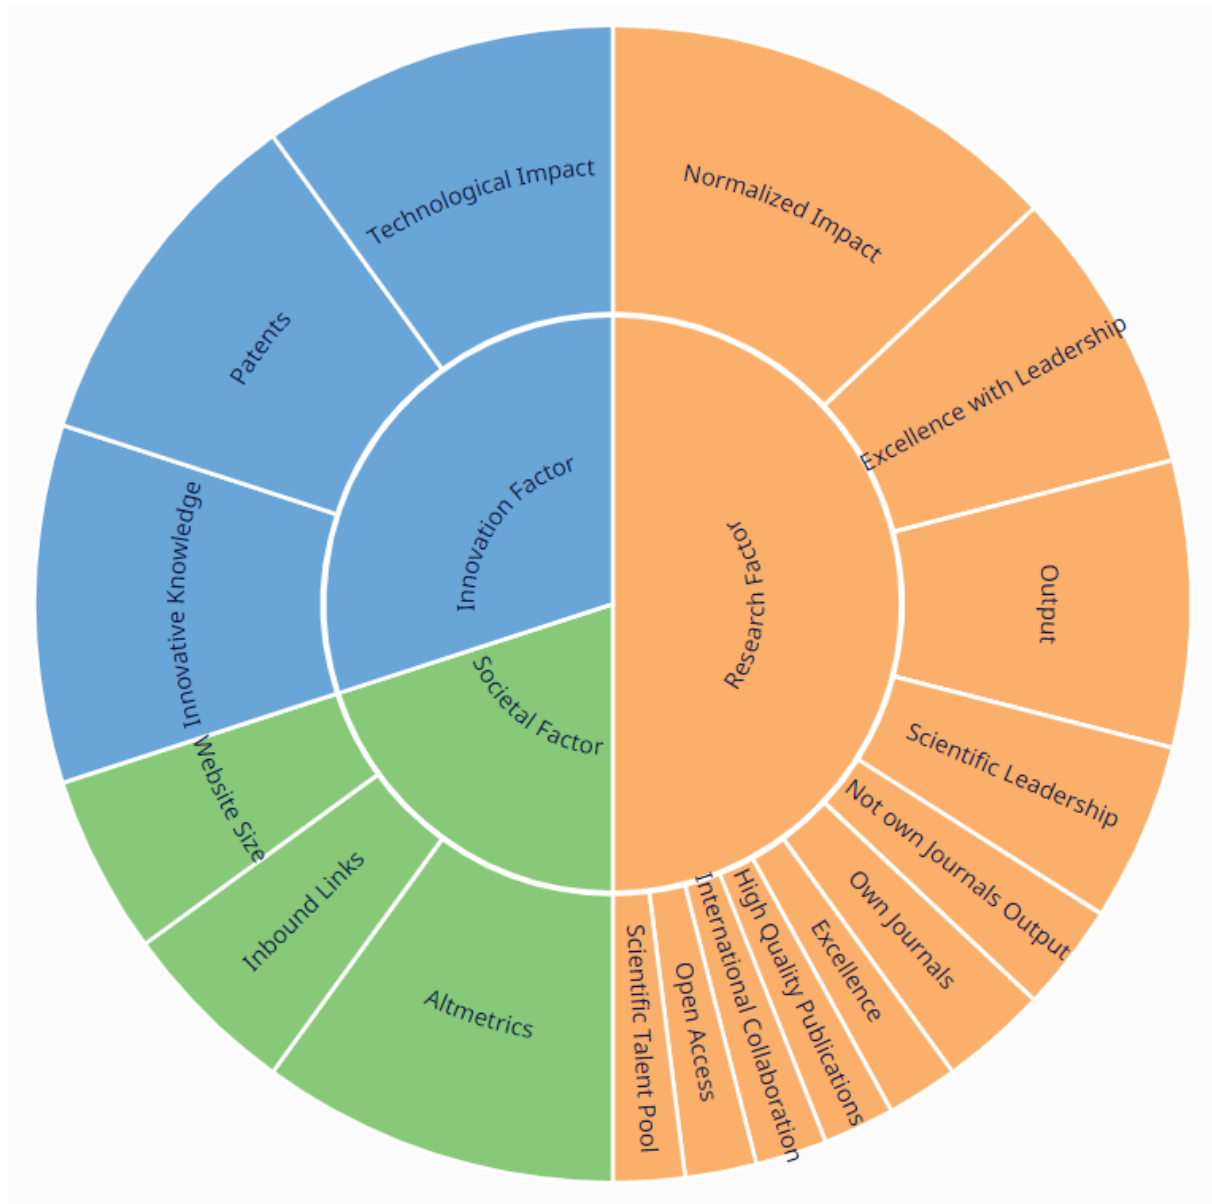 Technological Impact
Normalized Impact
Patents
Excellence with Leadership
Innovation Factor
Research Factor
Output
Innovative Knowledge
Societal Factor
Scientific Leadership
Website Size
Not own Journals Output
Inbound Links
Own Journals
Excellence
High Quality Publications
International Collaboration
Open Access
Scientific Talent Pool
Altmetrics